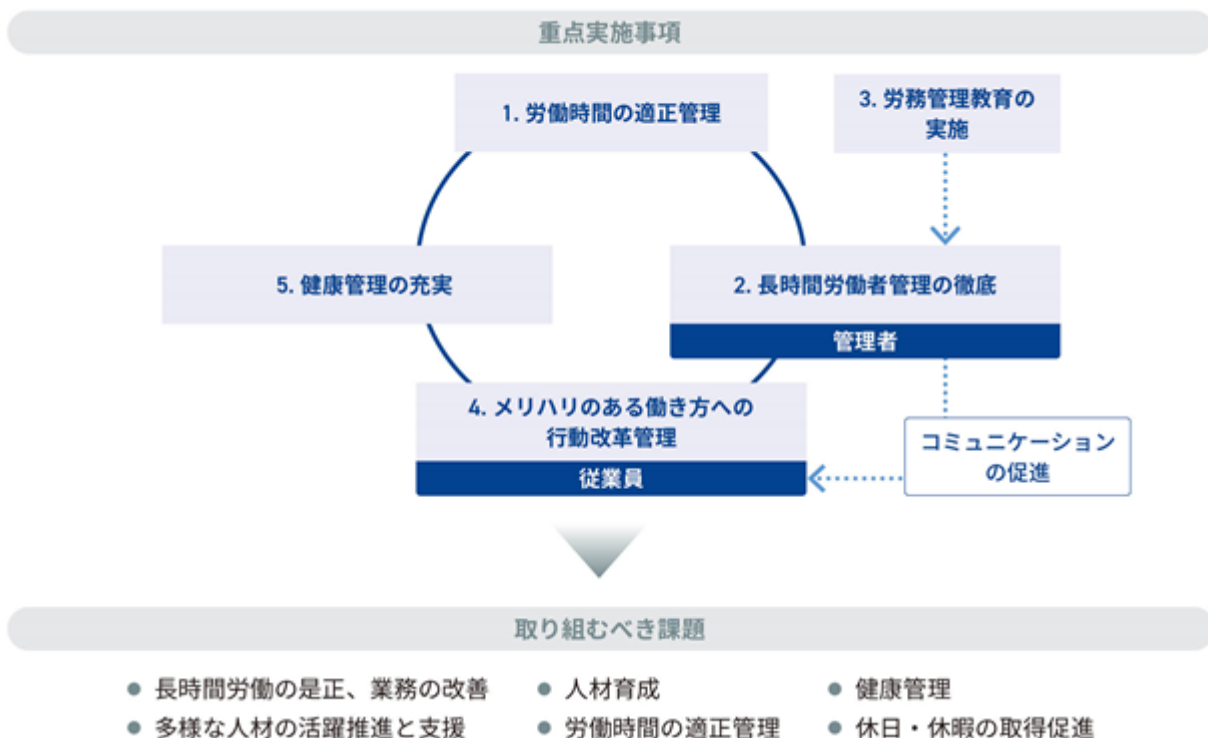 重点実施事項
1. 労働時間の適正管理
3. 労務管理教育の
実施
5. 健康管理の充実
2. 長時間労働者管理の徹底
管理者
4. メリハリのある働き方への
行動改革管理
従業員
コミュニケーション
の促進
取り組むべき課題
● 長時間労働の是正、業務の改善
● 人材育成
● 健康管理
● 多様な人材の活躍推進と支援
● 労働時間の適正管理
● 休日・休暇の取得促進